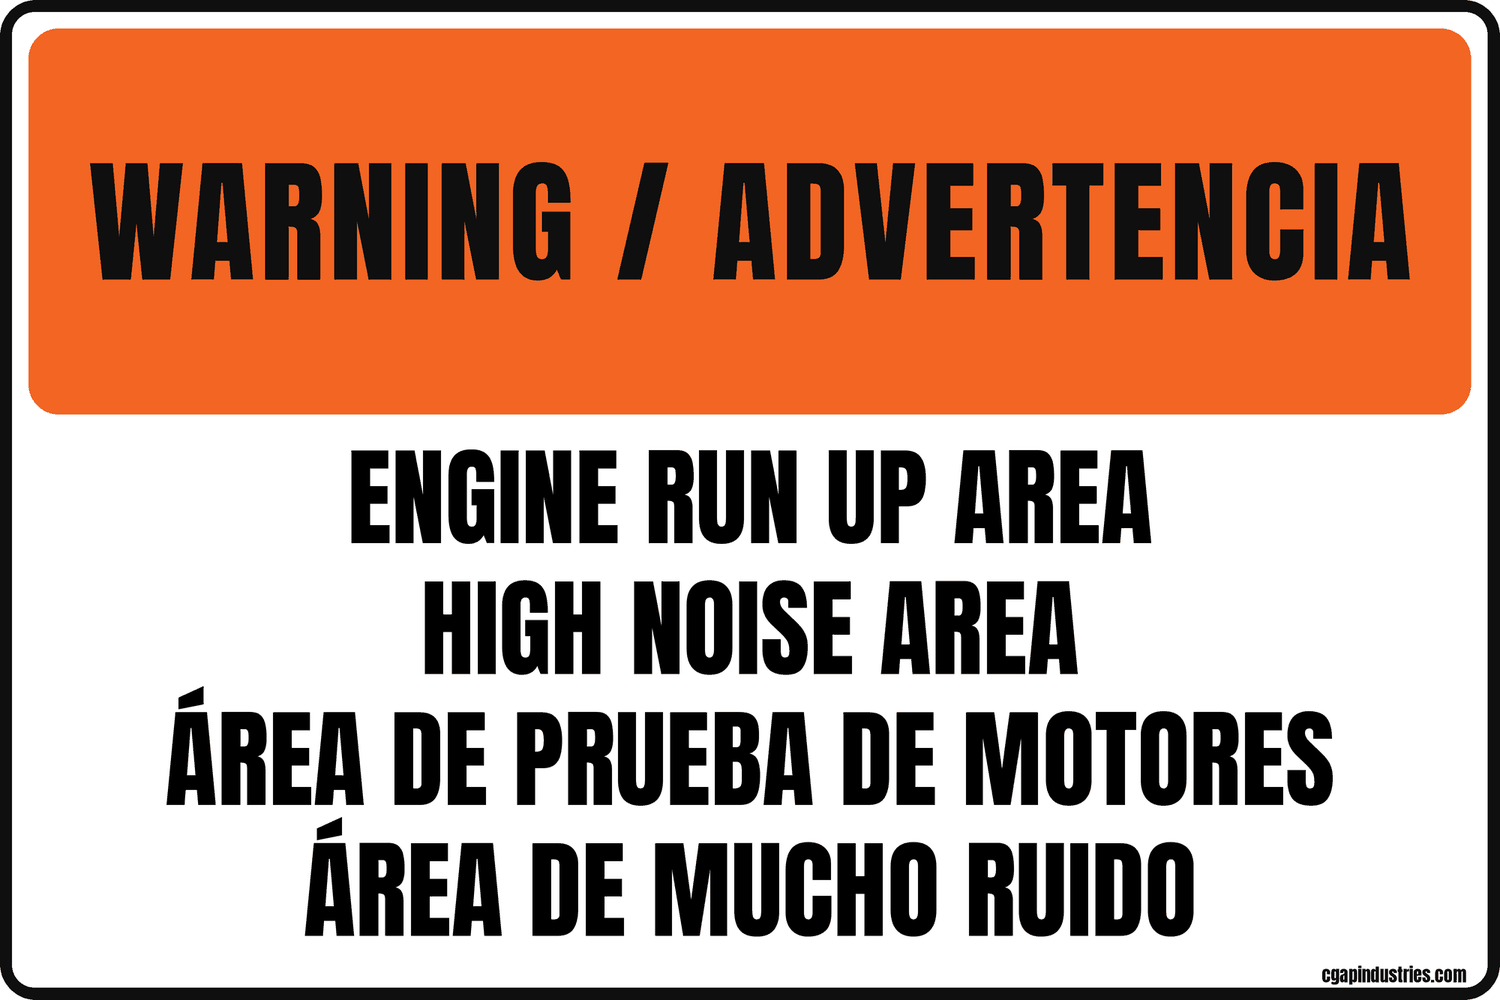 WARNING / ADVERTENCIA
ENGINE RUN UP AREA
HIGH NOISE AREA
ÁREA DE PRUEBA DE MOTORES
ÁREA DE MUCHO RUIDO
cgapindustries.com